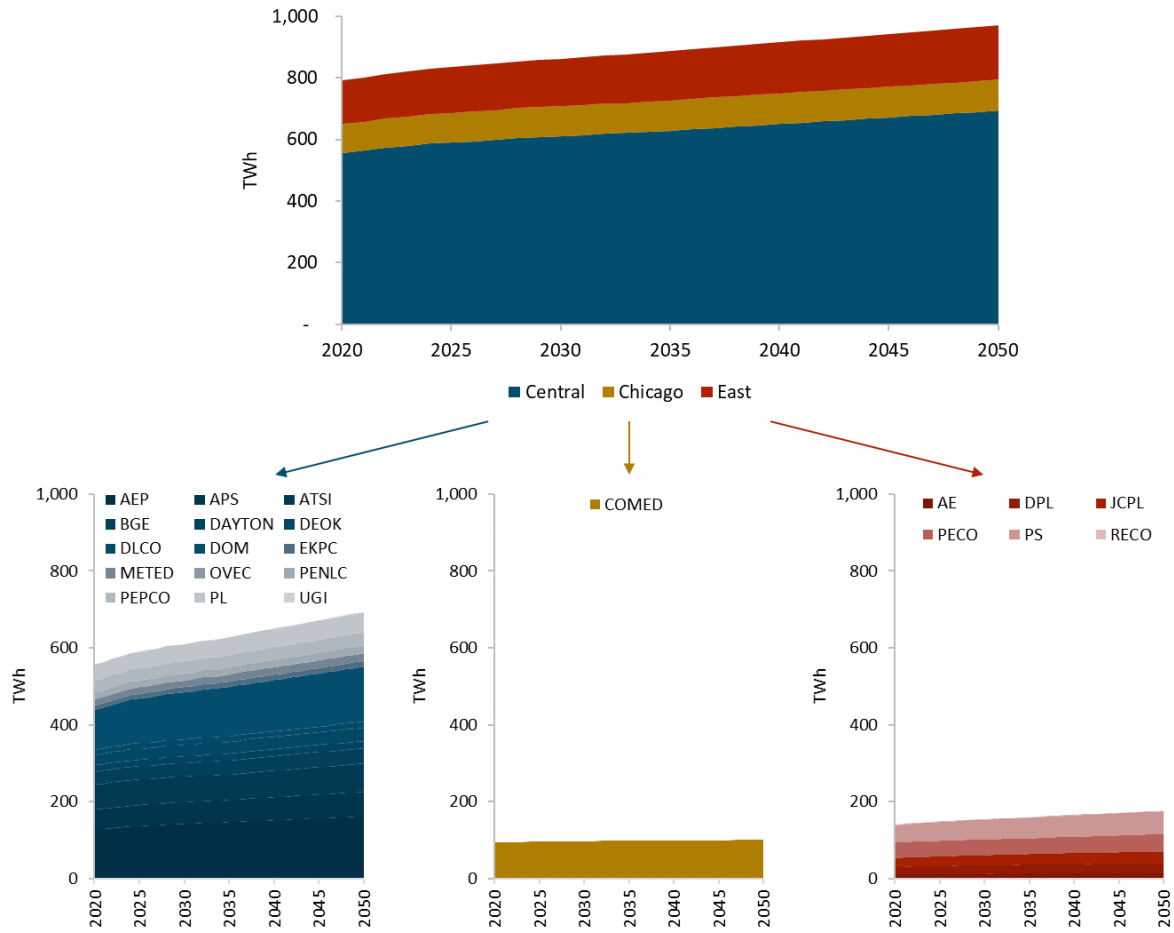 1,000
800
600
400
200
-
TWh
2020 2025 2030 2035 2040 2045 2050
Central Chicago East
1,000
800
600
400
200
0
TWh
AEP APS ATSI
BGE DAYTON DEOK
DLCO DOM EKPC
METED OVEC PENLC
PEPCO PL UGI
2020 2025 2030 2035 2040 2045 2050
1,000
800
600
400
200
0
TWh
COMED
2020 2025 2030 2035 2040 2045 2050
1,000
800
600
400
200
0
TWh
AE DPL JCPL
PECO PS RECO
2020 2025 2030 2035 2040 2045 2050